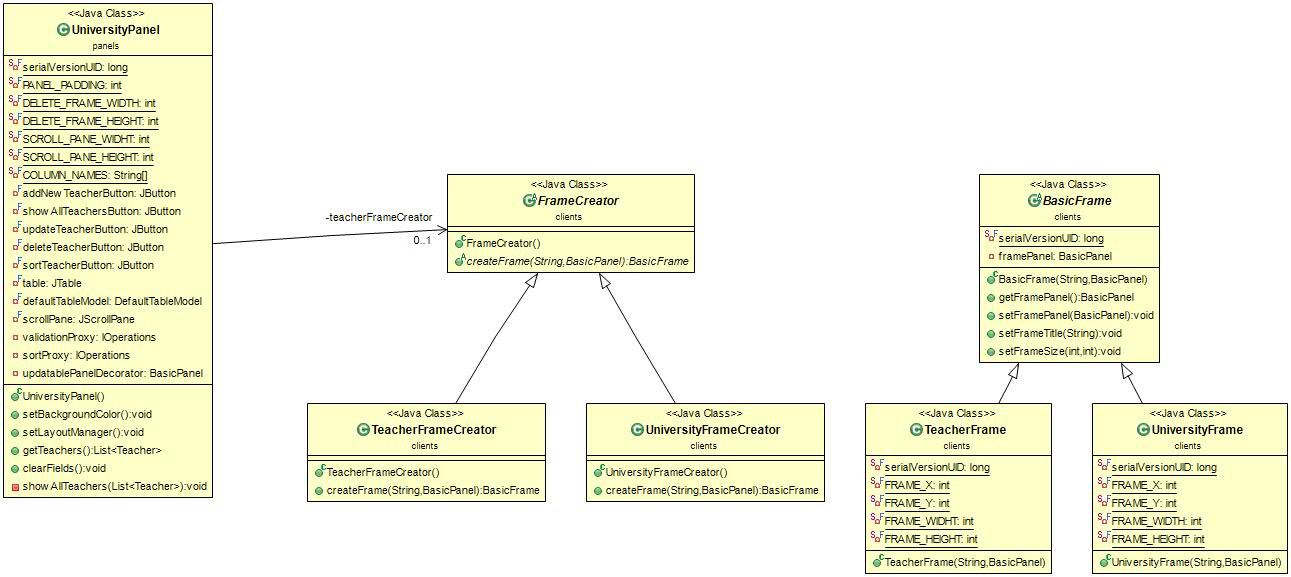 <<Java Class>>
UniversityPanel
panels
serialVersionUID: long
PANEL_PADDING: int
DELETE_FRAME_WIDTH: int
DELETE_FRAME_HEIGHT: int
SCROLL_PANE_WIDHT: int
SCROLL_PANE_HEIGHT: int
COLUMN_NAMES: String[]
addNewTeacherButton: JButton
showAllTeachersButton: JButton
updateTeacherButton: JButton
deleteTeacherButton: JButton
sortTeacherButton: JButton
table: JTable
defaultTableModel: DefaultTableModel
scrollPane: JScrollPane
validationProxy: IOperations
sortProxy: IOperations
updatablePanelDecorator: BasicPanel
UniversityPanel()
setBackgroundColor():void
setLayoutManager():void
getTeachers():List<Teacher>
clearFields():void
showAllTeachers(List<Teacher>):void
-teacherFrameCreator
0..1
<<Java Class>>
FrameCreator
clients
FrameCreator()
createFrame(String,BasicPanel):BasicFrame
<<Java Class>>
TeacherFrameCreator
clients
TeacherFrameCreator()
createFrame(String,BasicPanel):BasicFrame
<<Java Class>>
UniversityFrameCreator
clients
UniversityFrameCreator()
createFrame(String,BasicPanel):BasicFrame
<<Java Class>>
BasicFrame
clients
serialVersionUID: long
framePanel: BasicPanel
BasicFrame(String,BasicPanel)
getFramePanel():BasicPanel
setFramePanel(BasicPanel):void
setFrameTitle(String):void
setFrameSize(int,int):void
<<Java Class>>
TeacherFrame
clients
serialVersionUID: long
FRAME_X: int
FRAME_Y: int
FRAME_WIDHT: int
FRAME_HEIGHT: int
TeacherFrame(String,BasicPanel)
<<Java Class>>
UniversityFrame
clients
serialVersionUID: long
FRAME_X: int
FRAME_Y: int
FRAME_WIDTH: int
FRAME_HEIGHT: int
UniversityFrame(String,BasicPanel)